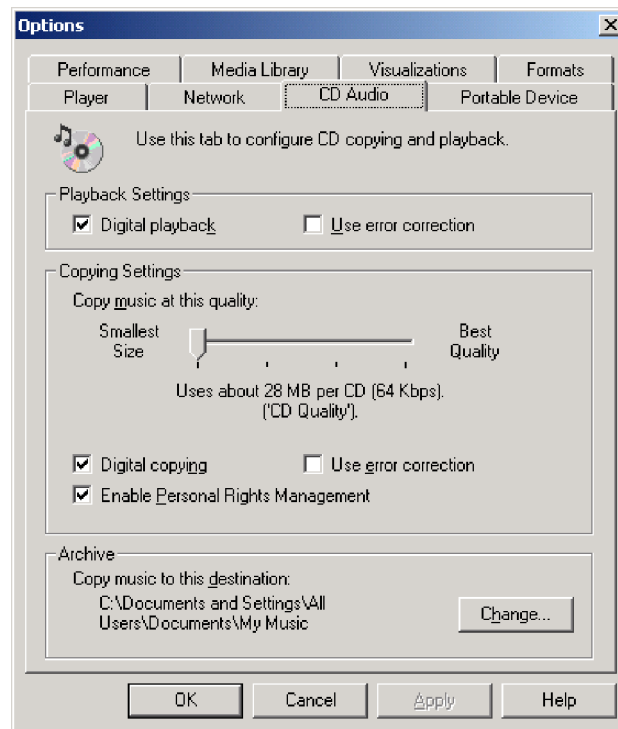 Options
Performance Media Library Visualizations Formats
Player Network CD Audio Portable Device
Use this tab to configure CD copying and playback.
Playback Settings
Digital playback Use error correction
Copying Settings
Copy music at this quality:
Smallest Size Best Quality
Uses about 28 MB per CD (64 Kbps).
('CD Quality').
Digital copying Use error correction
Enable Personal Rights Management
Archive
Copy music to this destination:
C:\Documents and Settings\All
Users\Documents\My Music
Change...
OK Cancel Apply Help